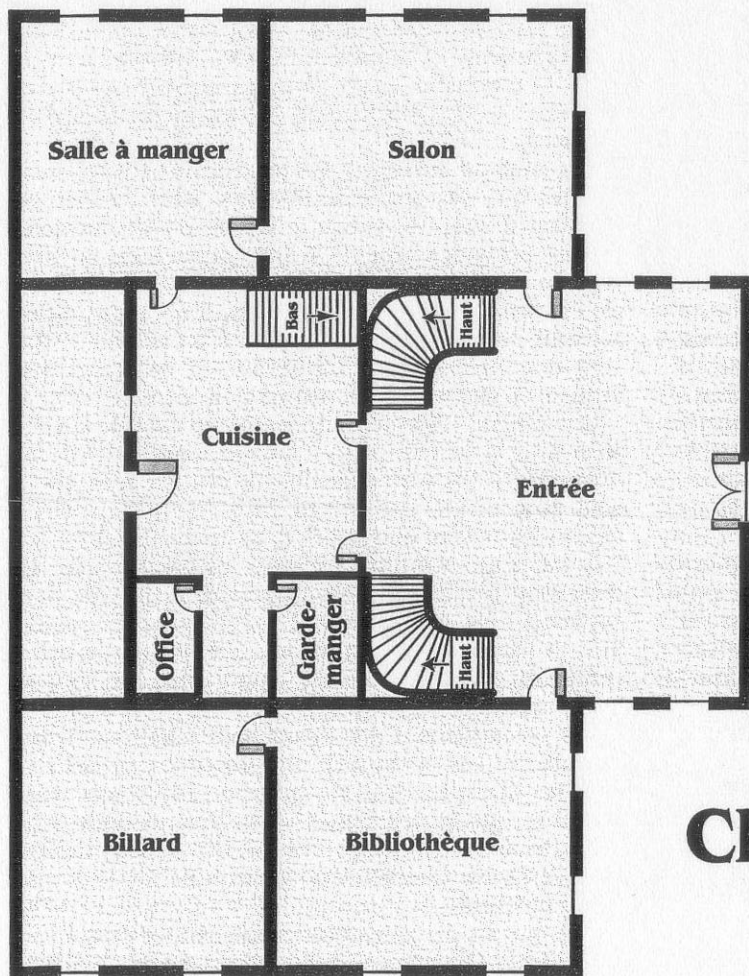 Salle à manger
Salon
Bas
Haut
Cuisine
Entrée
Office
Garde-
manger
Haut
Billard
Bibliothèque